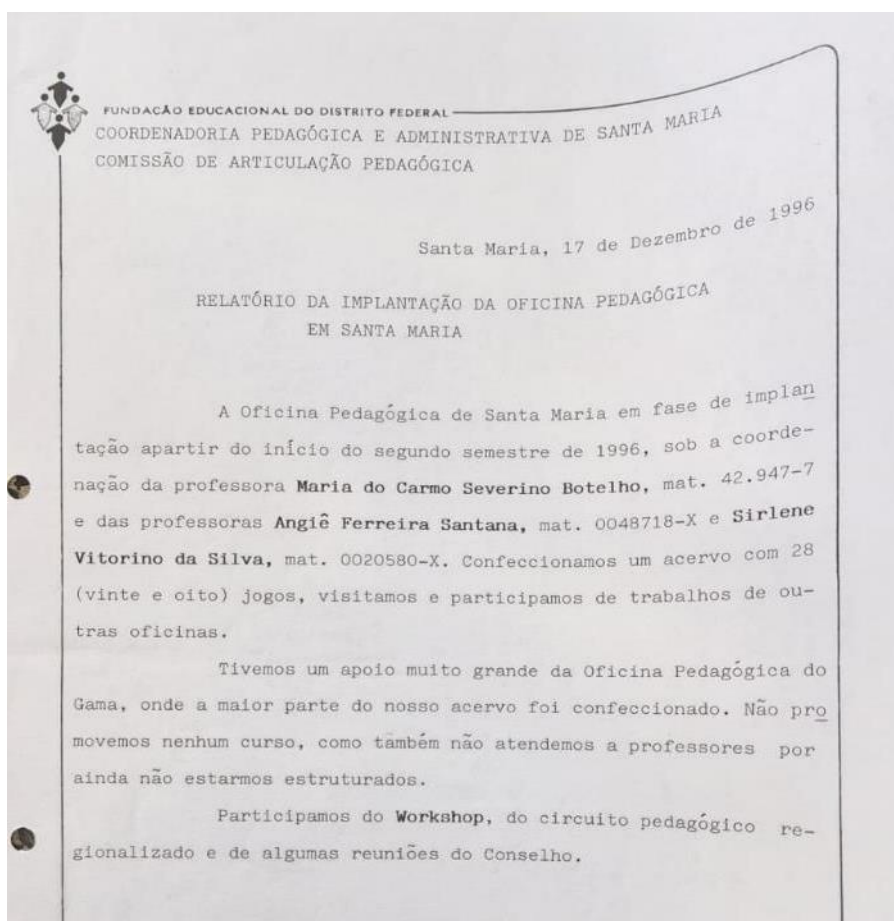 FUNDAÇÃO EDUCACIONAL DO DISTRITO FEDERAL
COORDENADORIA PEDAGÓGICA E ADMINISTRATIVA DE SANTA MARIA
COMISSÃO DE ARTICULAÇÃO PEDAGÓGICA
Santa Maria, 17 de Dezembro de 1996
RELATÓRIO DA IMPLANTAÇÃO DA OFICINA PEDAGÓGICA
EM SANTA MARIA
A Oficina Pedagógica de Santa Maria em fase de implan
tação apartir do início do segundo semestre de 1996, sob a coorde-
nação da professora Maria do Carmo Severino Botelho, mat. 42.947-7
e das professoras Angiê Ferreira Santana, mat. 0048718-X e Sirlene
Vitorino da Silva, mat. 0020580-X. Confeccionamos um acervo com 28
(vinte e oito) jogos, visitamos e participamos de trabalhos de ou-
tras oficinas.
Tivemos um apoio muito grande da Oficina Pedagógica do
Gama, onde a maior parte do nosso acervo foi confeccionado. Não pro
movemos nenhum curso, como também não atendemos a professores por
ainda não estarmos estruturados.
Participamos do Workshop, do circuito pedagógico re-
gionalizado e de algumas reuniões do Conselho.